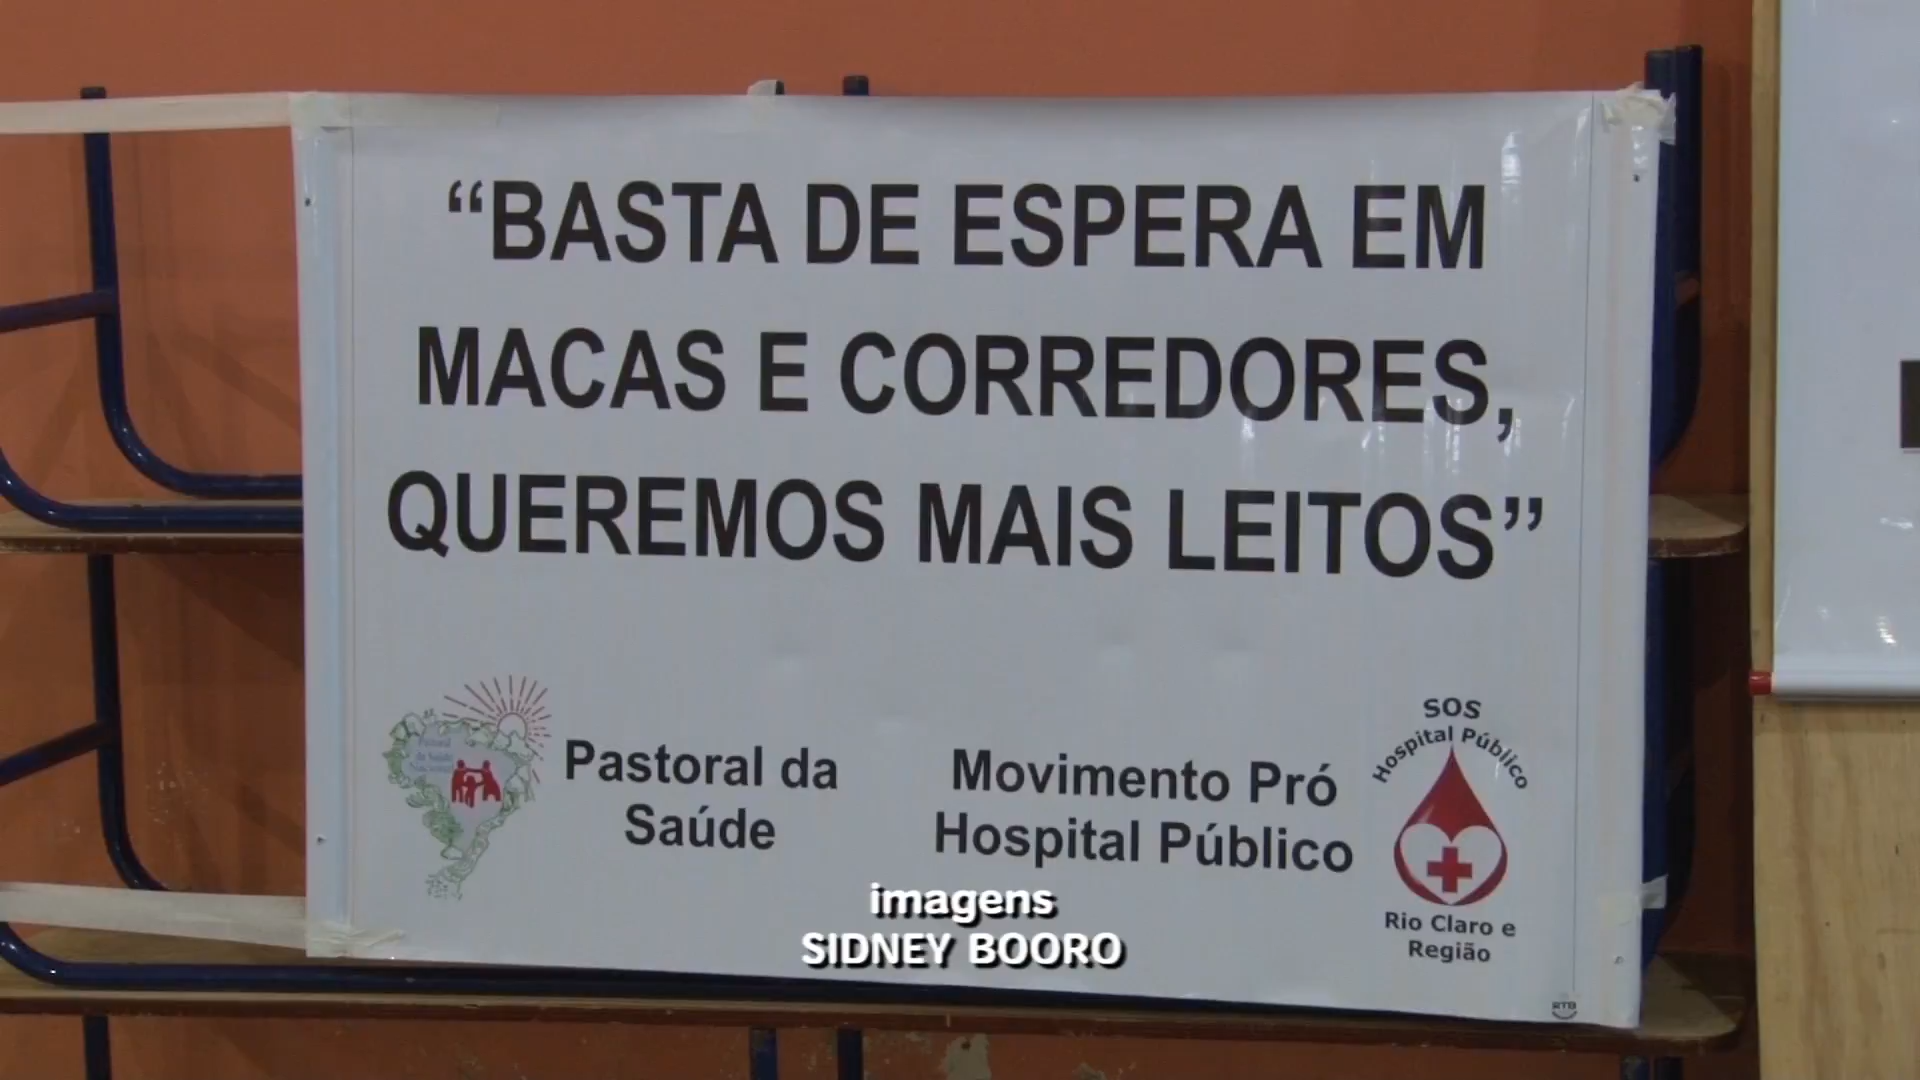 “BASTA DE ESPERA EM
MACAS E CORREDORES,
QUEREMOS MAIS LEITOS”
Pastoral da
Saúde
Movimento Pró
Hospital Público
SOS
Hospital Público
Rio Claro e
Região
imagens
SIDNEY BOORO